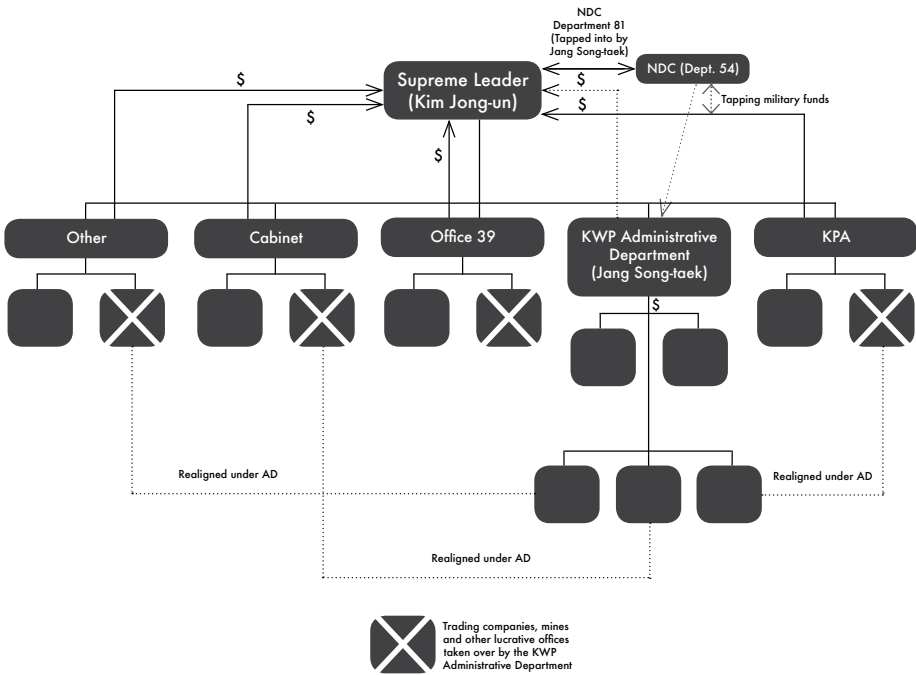 NDC
Department 81
(Tapped into by
Jang Song-taek)
NDC (Dept. 54)
$
Supreme Leader
(Kim Jong-un)
$
$
$
Tapping military funds
$
Other
Cabinet
Office 39
KWP Administrative
Department
(Jang Song-taek)
KPA
$
Realigned under AD
Realigned under AD
Realigned under AD
Trading companies, mines
and other lucrative offices
taken over by the KWP
Administrative Department